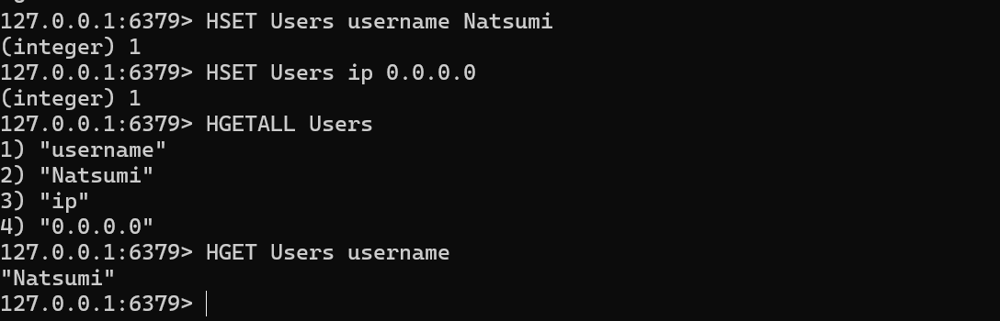 127.0.0.1:6379> HSET Users username Natsumi
(integer) 1
127.0.0.1:6379> HSET Users ip 0.0.0.0
(integer) 1
127.0.0.1:6379> HGETALL Users
1) "username"
2) "Natsumi"
3) "ip"
4) "0.0.0.0"
127.0.0.1:6379> HGET Users username
"Natsumi"
127.0.0.1:6379>